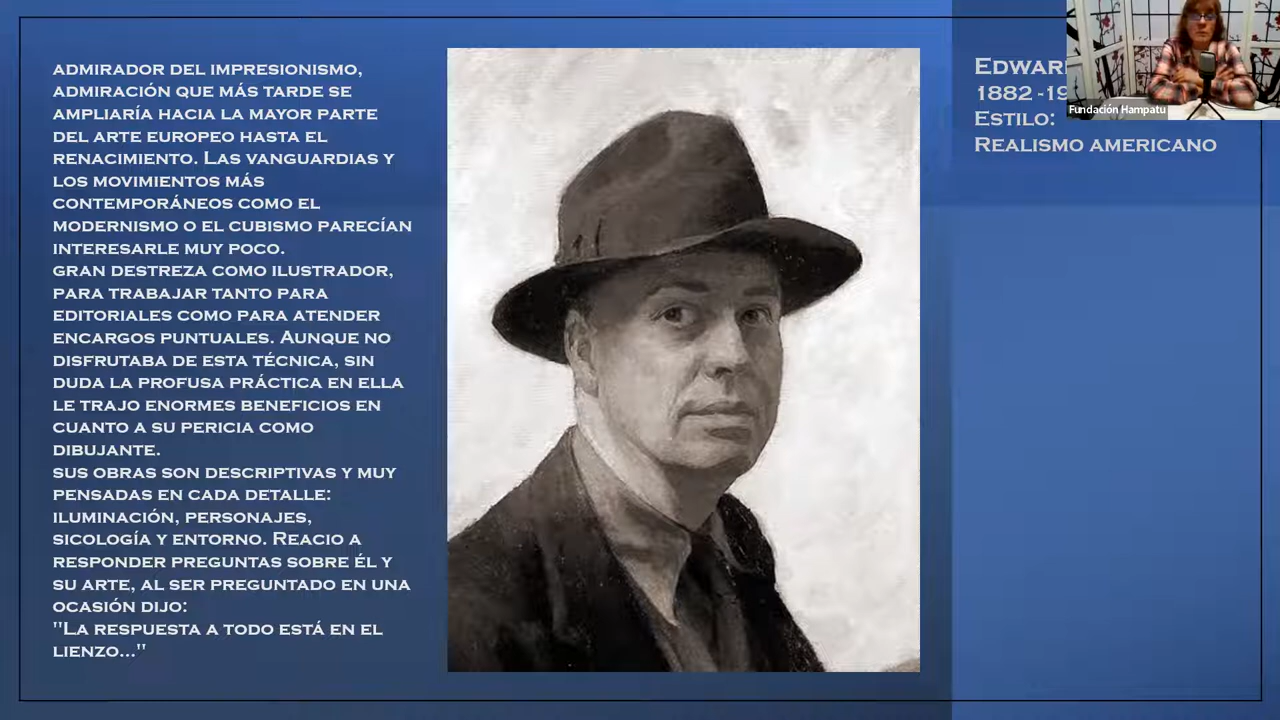 ADMIRADOR DEL IMPRESIONISMO,
ADMIRACIÓN QUE MÁS TARDE SE
AMPLIARÍA HACIA LA MAYOR PARTE
DEL ARTE EUROPEO HASTA EL
RENACIMIENTO. LAS VANGUARDIAS Y
LOS MOVIMIENTOS MÁS
CONTEMPORÁNEOS COMO EL
MODERNISMO O EL CUBISMO PARECÍAN
INTERESARLE MUY POCO.
GRAN DESTREZA COMO ILUSTRADOR,
PARA TRABAJAR TANTO PARA
EDITORIALES COMO PARA ATENDER
ENCARGOS PUNTUALES. AUNQUE NO
DISFRUTABA DE ESTA TÉCNICA, SIN
DUDA LA PROFUSA PRÁCTICA EN ELLA
LE TRAJO ENORMES BENEFICIOS EN
CUANTO A SU PERICIA COMO
DIBUJANTE.
SUS OBRAS SON DESCRIPTIVAS Y MUY
PENSADAS EN CADA DETALLE:
ILUMINACIÓN, PERSONAJES,
SICOLOGÍA Y ENTORNO. REACIO A
RESPONDER PREGUNTAS SOBRE ÉL Y
SU ARTE, AL SER PREGUNTADO EN UNA
OCASIÓN DIJO:
"LA RESPUESTA A TODO ESTÁ EN EL
LIENZO..."
1882 -19
ESTILO:
REALISMO AMERICANO
Fundación Hampatu